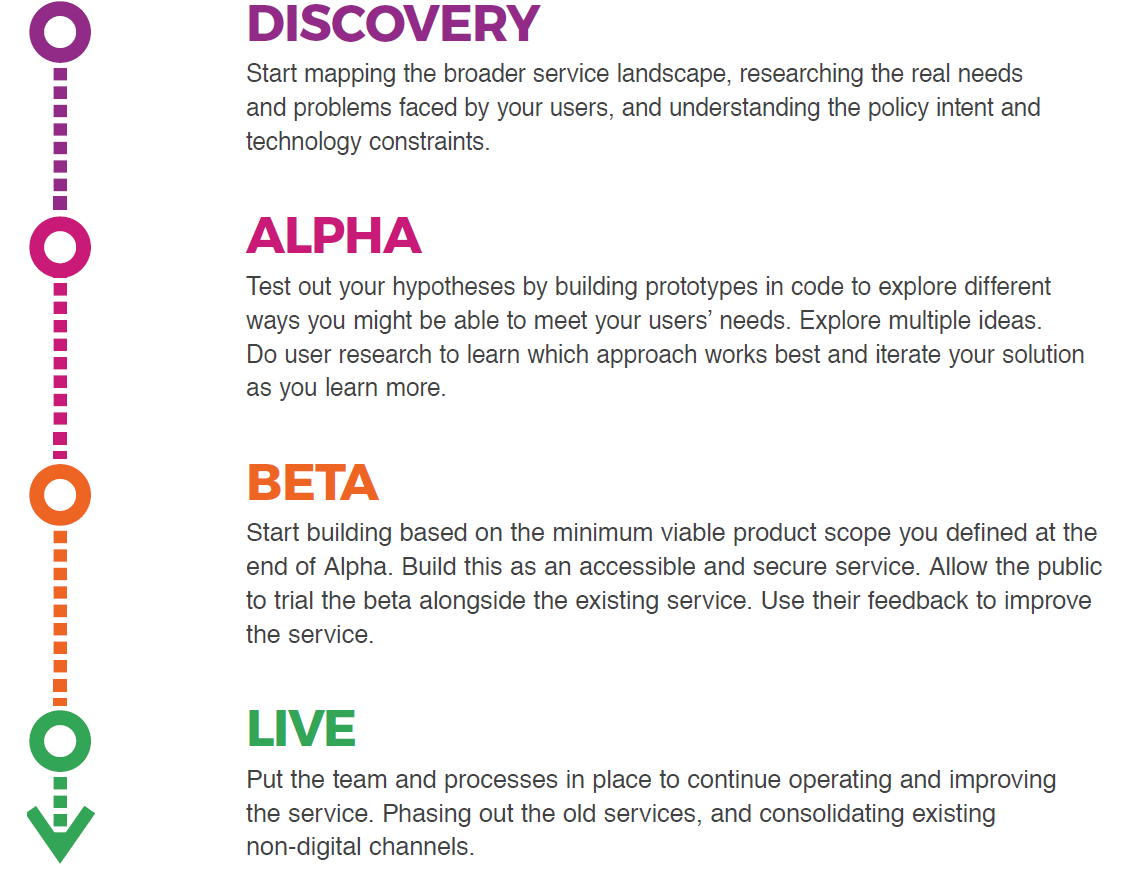 DISCOVERY
Start mapping the broader service landscape, researching the real needs
and problems faced by your users, and understanding the policy intent and
technology constraints.
ALPHA
Test out your hypotheses by building prototypes in code to explore different
ways you might be able to meet your users’ needs. Explore multiple ideas.
Do user research to learn which approach works best and iterate your solution
as you learn more.
BETA
Start building based on the minimum viable product scope you defined at the
end of Alpha. Build this as an accessible and secure service. Allow the public
to trial the beta alongside the existing service. Use their feedback to improve
the service.
LIVE
Put the team and processes in place to continue operating and improving
the service. Phasing out the old services, and consolidating existing
non-digital channels.